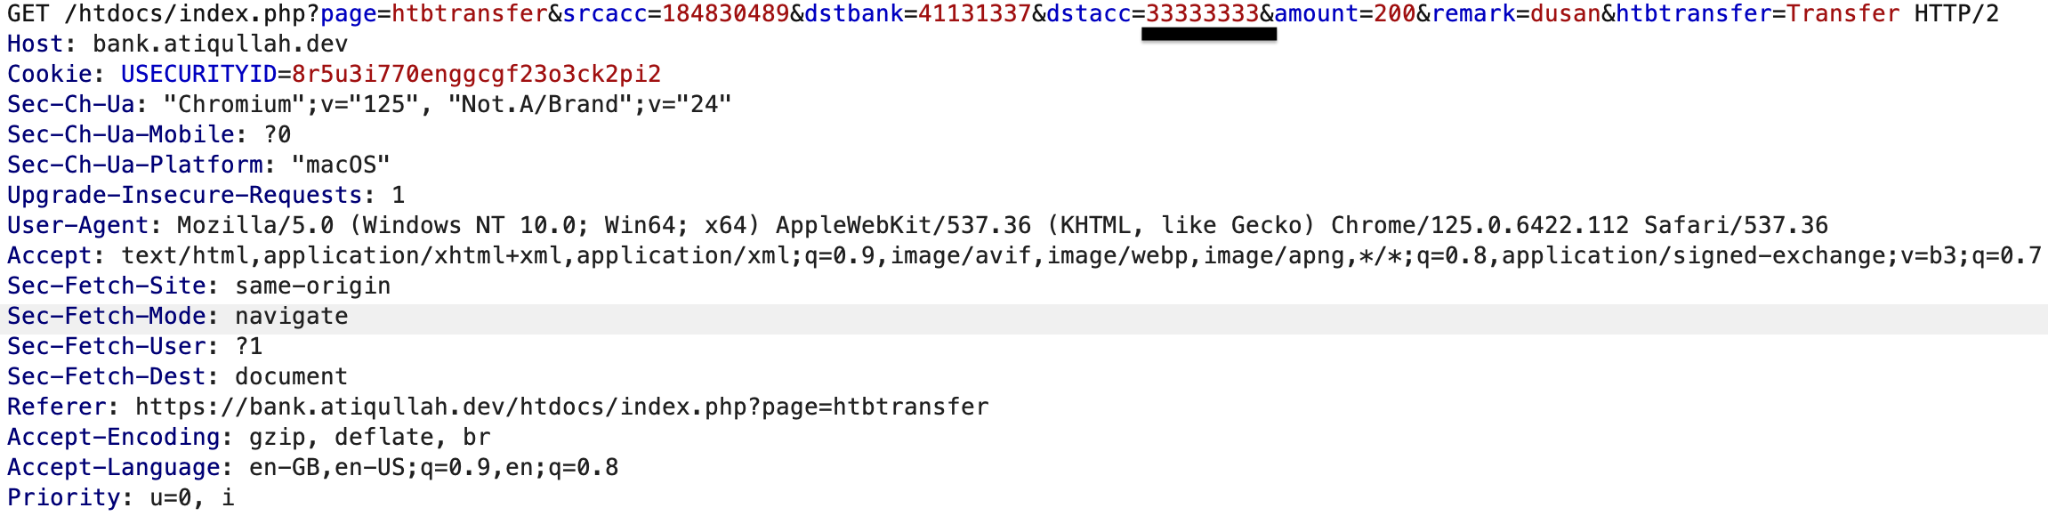 GET /htdocs/index.php?page=htbtransfer&srcacc=184830489&dstbank=41131337&dstacc=33333333&amount=200&remark=dusan&htbtransfer=Transfer HTTP/2
Host: bank.atiqullah.dev
Cookie: USECURITYID=8r5u3i770enggcgf23o3ck2pi2
Sec-Ch-Ua: "Chromium";v="125", "Not.A/Brand";v="24"
Sec-Ch-Ua-Mobile: ?0
Sec-Ch-Ua-Platform: "macOS"
Upgrade-Insecure-Requests: 1
User-Agent: Mozilla/5.0 (Windows NT 10.0; Win64; x64) AppleWebKit/537.36 (KHTML, like Gecko) Chrome/125.0.6422.112 Safari/537.36
Accept: text/html,application/xhtml+xml,application/xml;q=0.9,image/avif,image/webp,image/apng,*/*;q=0.8,application/signed-exchange;v=b3;q=0.7
Sec-Fetch-Site: same-origin
Sec-Fetch-Mode: navigate
Sec-Fetch-User: ?1
Sec-Fetch-Dest: document
Referer: https://bank.atiqullah.dev/htdocs/index.php?page=htbtransfer
Accept-Encoding: gzip, deflate, br
Accept-Language: en-GB,en-US;q=0.9,en;q=0.8
Priority: u=0, i